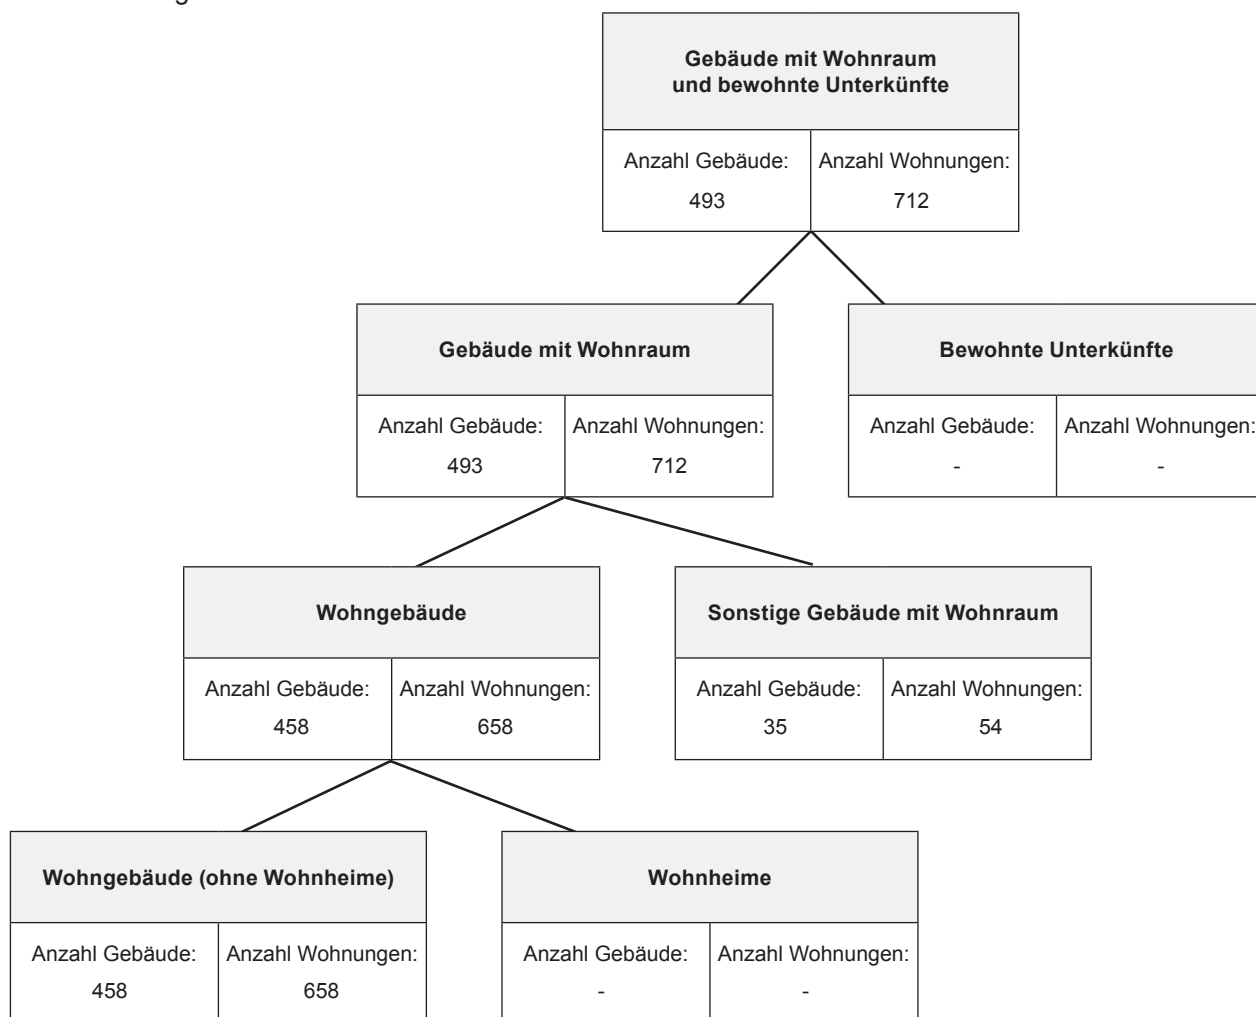 Gebäude mit Wohnraum
und bewohnte Unterkünfte
Anzahl Gebäude: Anzahl Wohnungen:
493 712
Gebäude mit Wohnraum
Anzahl Gebäude: Anzahl Wohnungen:
493 712
Bewohnte Unterkünfte
Anzahl Gebäude: Anzahl Wohnungen:
- -
Wohngebäude
Anzahl Gebäude: Anzahl Wohnungen:
458 658
Sonstige Gebäude mit Wohnraum
Anzahl Gebäude: Anzahl Wohnungen:
35 54
Wohngebäude (ohne Wohnheime)
Anzahl Gebäude: Anzahl Wohnungen:
458 658
Wohnheime
Anzahl Gebäude: Anzahl Wohnungen:
- -